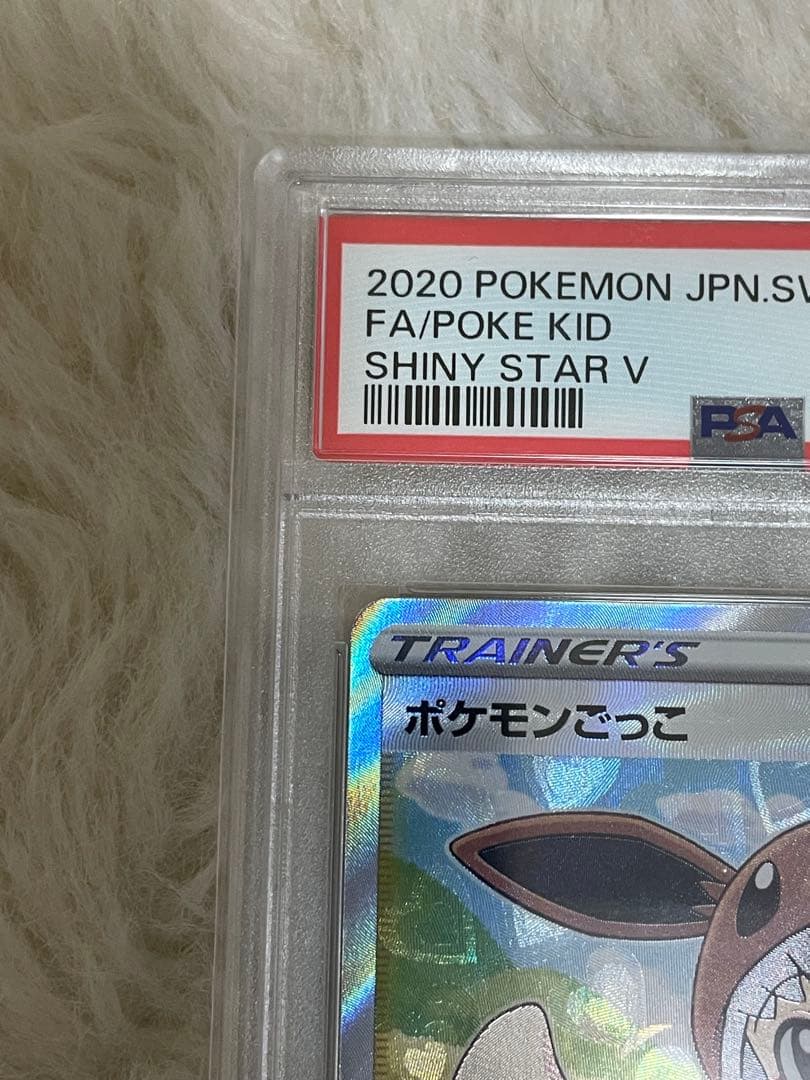 2020 POKEMON JPN.SW
FA/POKE KID
SHINY STAR V
PSA
TRAINER'S
ポケモンごっこ